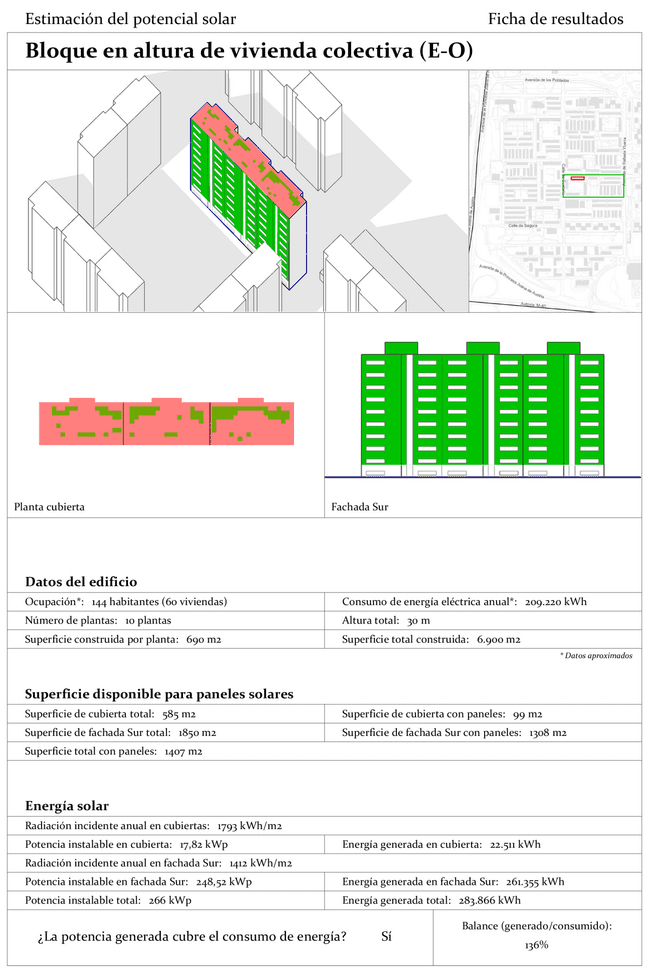 Estimación del potencial solar
Ficha de resultados
Bloque en altura de vivienda colectiva (E-O)
Avenida de los Poblados
Calle de Segura
Planta cubierta
Fachada Sur
Datos del edificio
Ocupación*: 144 habitantes (60 viviendas)
Consumo de energía eléctrica anual*: 209.220 kWh
Número de plantas: 10 plantas
Altura total: 30 m
Superficie construida por planta: 690 m2
Superficie total construida: 6.900 m2
* Datos aproximados
Superficie disponible para paneles solares
Superficie de cubierta total: 585 m2
Superficie de cubierta con paneles: 99 m2
Superficie de fachada Sur total: 1850 m2
Superficie de fachada Sur con paneles: 1308 m2
Superficie total con paneles: 1407 m2
Energía solar
Radiación incidente anual en cubiertas: 1793 kWh/m2
Potencia instalable en cubierta: 17,82 kWp
Energía generada en cubierta: 22.511 kWh
Radiación incidente anual en fachada Sur: 1412 kWh/m2
Potencia instalable en fachada Sur: 248,52 kWp
Energía generada en fachada Sur: 261.355 kWh
Potencia instalable total: 266 kWp
Energía generada total: 283.866 kWh
¿La potencia generada cubre el consumo de energía? Sí
Balance (generado/consumido):
136%